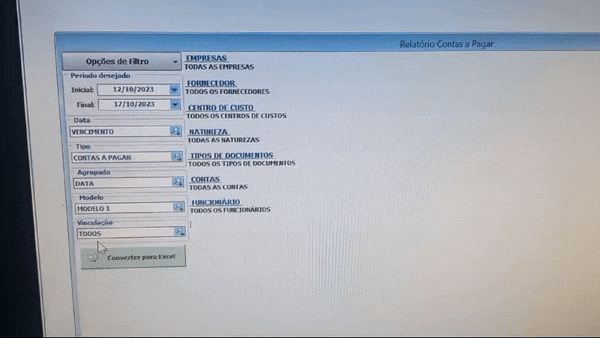 Relatório Contas a Pagar
Opções de Filtro
Período desejado
Inicial: 12/10/2023
Final: 17/10/2023
Data
VENCIMENTO
Tipo
CONTAS A PAGAR
Agrupado
DATA
Modelo
MODELO 1
Vinculação
TODOS
Converter para Excel
EMPRESAS
TODAS AS EMPRESAS
FORNECEDOR
TODOS OS FORNECEDORES
CENTRO DE CUSTO
TODOS OS CENTROS DE CUSTOS
NATUREZA
TODAS AS NATUREZAS
TIPOS DE DOCUMENTOS
TODOS OS TIPOS DE DOCUMENTOS
CONTAS
TODAS AS CONTAS
FUNCIONÁRIO
TODOS OS FUNCIONÁRIOS